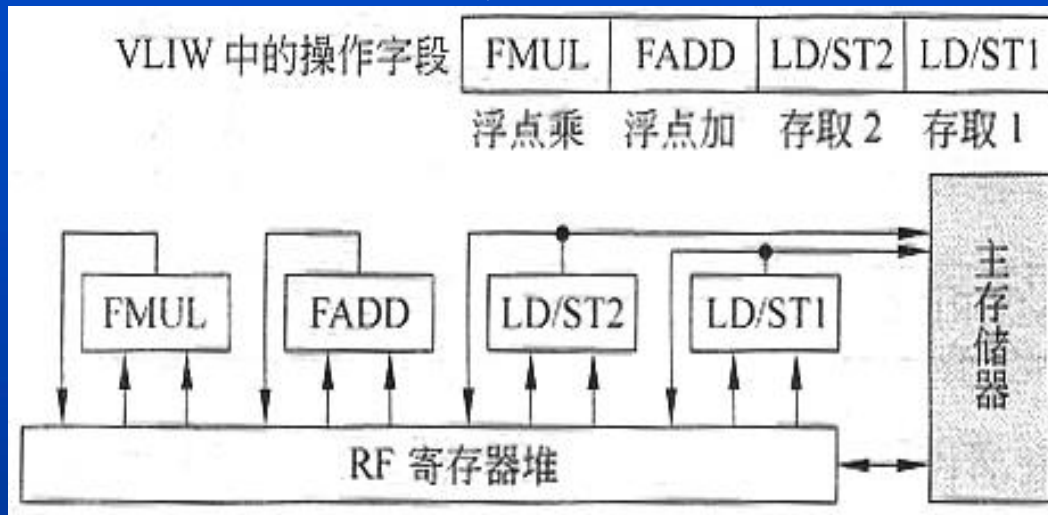 VLIW 中的操作字段 FMUL FADD LD/ST2 LD/ST1
浮点乘 浮点加 存取 2 存取 1
FMUL FADD LD/ST2 LD/ST1
主存储器
RF 寄存器堆